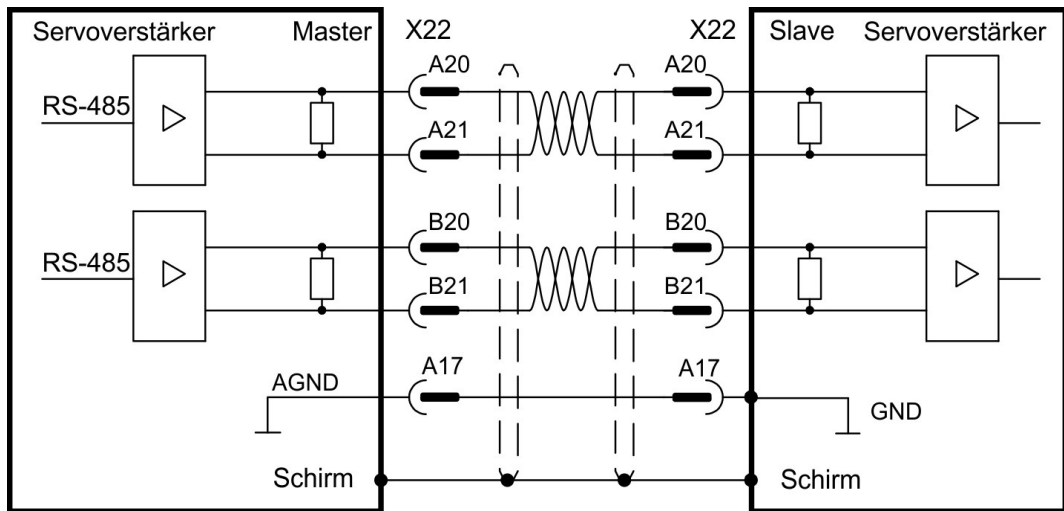 Servoverstärker Master X22 X22 Slave Servoverstärker
A20 A20
RS-485
A21 A21
B20 B20
RS-485
B21 B21
A17 A17
AGND GND
Schirm Schirm